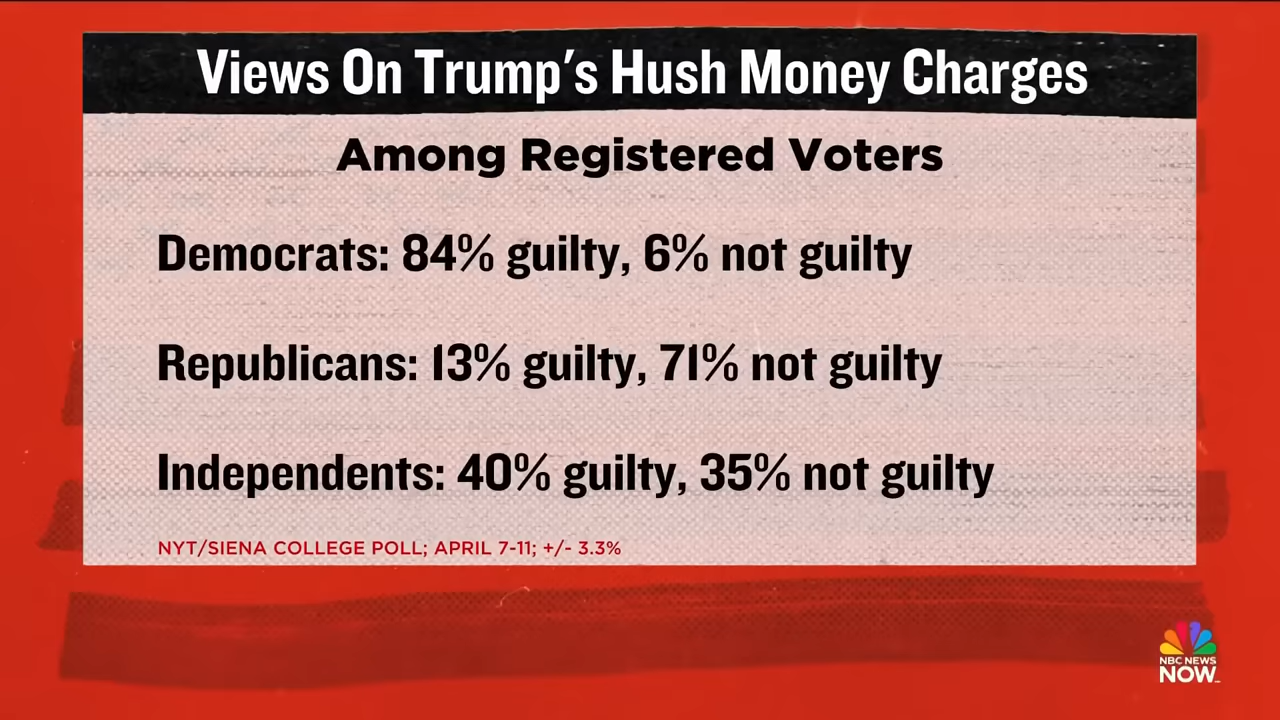 Views On Trump's Hush Money Charges
Among Registered Voters
Democrats: 84% guilty, 6% not guilty
Republicans: 13% guilty, 71% not guilty
Independents: 40% guilty, 35% not guilty
NYT/SIENA COLLEGE POLL; APRIL 7-11; +/- 3.3%
NBC NEWS
NOW